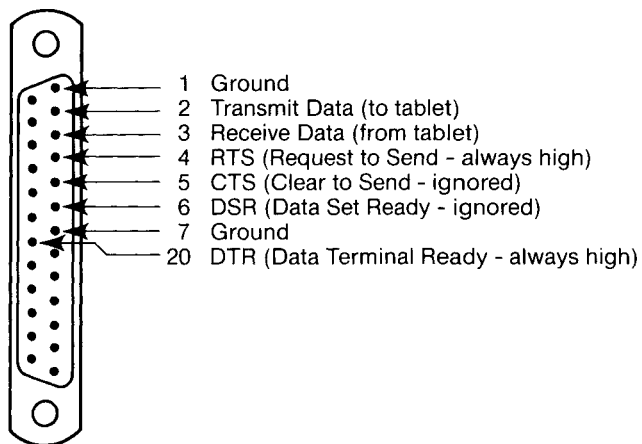 1 Ground
2 Transmit Data (to tablet)
3 Receive Data (from tablet)
4 RTS (Request to Send - always high)
5 CTS (Clear to Send - ignored)
6 DSR (Data Set Ready - ignored)
7 Ground
20 DTR (Data Terminal Ready - always high)